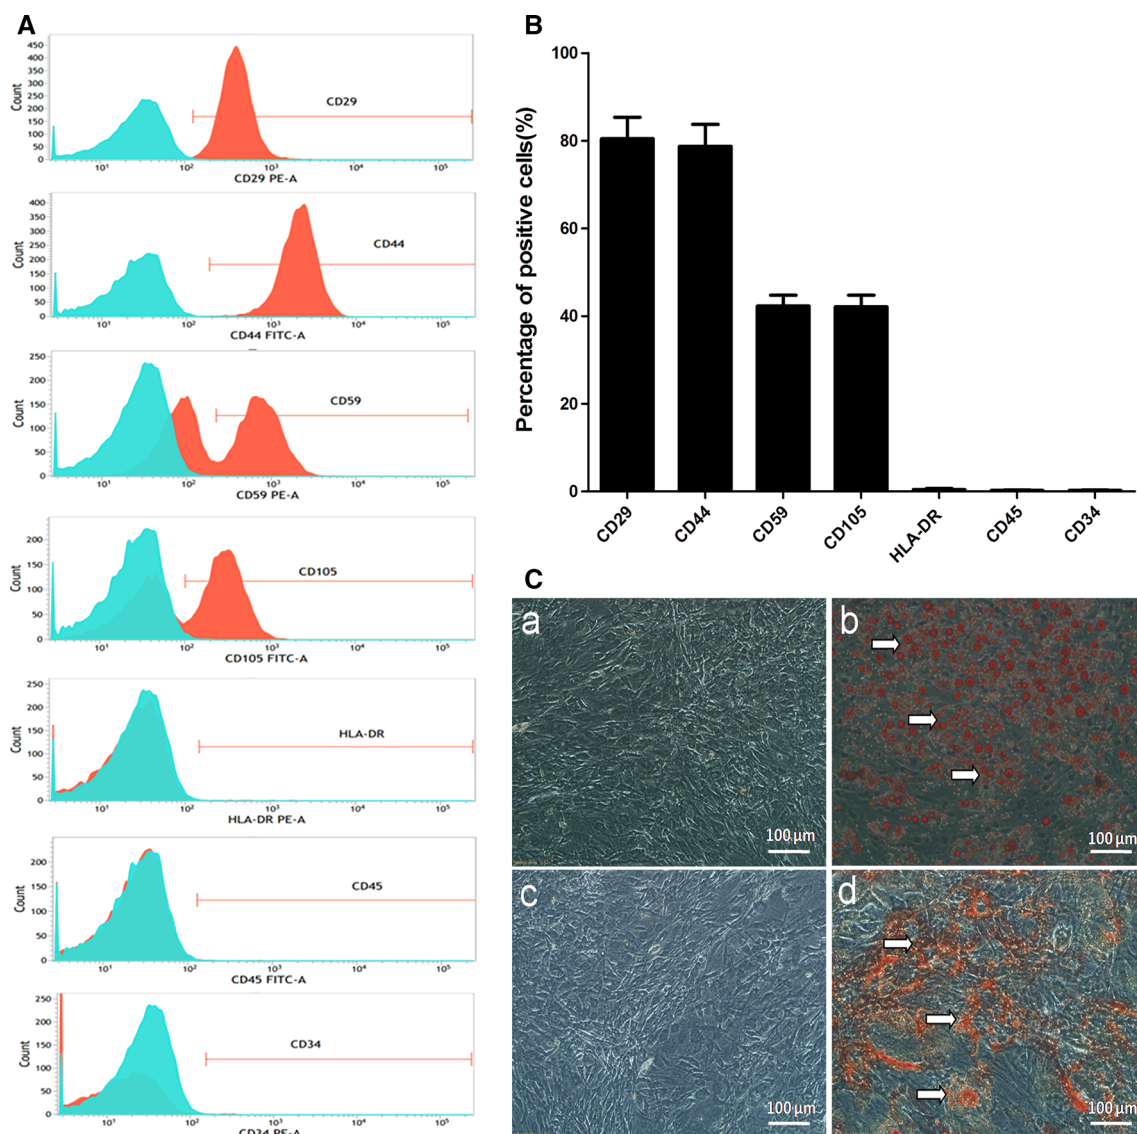 A
450
400
350
300
250
200
150
100
50
0
Count
CD29
10¹ 10² 10³ 10⁴ 10⁵
CD29 PE-A
400
350
300
250
200
150
100
50
0
Count
CD44
10¹ 10² 10³ 10⁴ 10⁵
CD44 FITC-A
250
200
150
100
50
0
Count
CD59
10¹ 10² 10³ 10⁴ 10⁵
CD59 PE-A
200
150
100
50
0
Count
CD105
10¹ 10² 10³ 10⁴ 10⁵
CD105 FITC-A
250
200
150
100
50
0
Count
HLA-DR
10¹ 10² 10³ 10⁴ 10⁵
HLA-DR PE-A
200
150
100
50
0
Count
CD45
10¹ 10² 10³ 10⁴ 10⁵
CD45 FITC-A
250
200
150
100
50
0
Count
CD34
10¹ 10² 10³ 10⁴ 10⁵
CD34 PE-A
B
100
80
60
40
20
0
Percentage of positive cells(%)
CD29 CD44 CD59 CD105 HLA-DR CD45 CD34
C
a
100 µm
b
100 µm
c
100 µm
d
100 µm